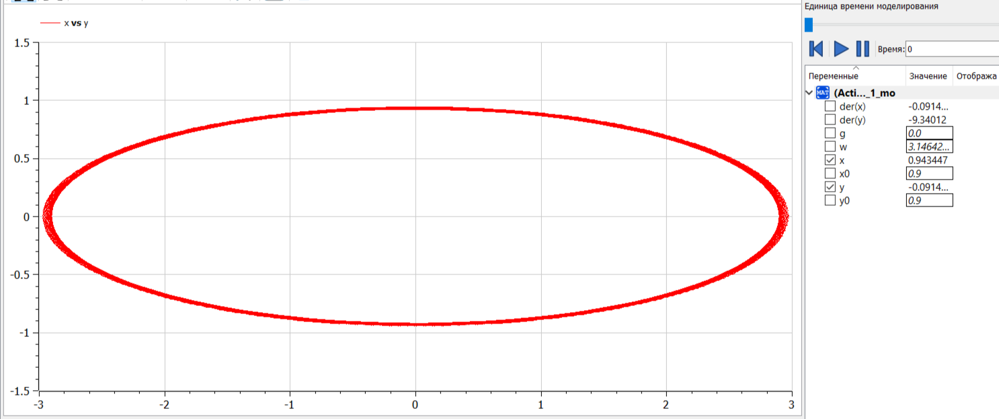 Единица времени моделирования
x vs y
Время: 0
1.5
1
0.5
0
-0.5
-1
-1.5
-3 -2 -1 0 1 2 3
Переменные Значение Отобража
MAT (Acti..._1_mo
der(x) -0.0914...
der(y) -9.34012
g 0.0
w 3.14642...
x 0.943447
x0 0.9
y -0.0914...
y0 0.9